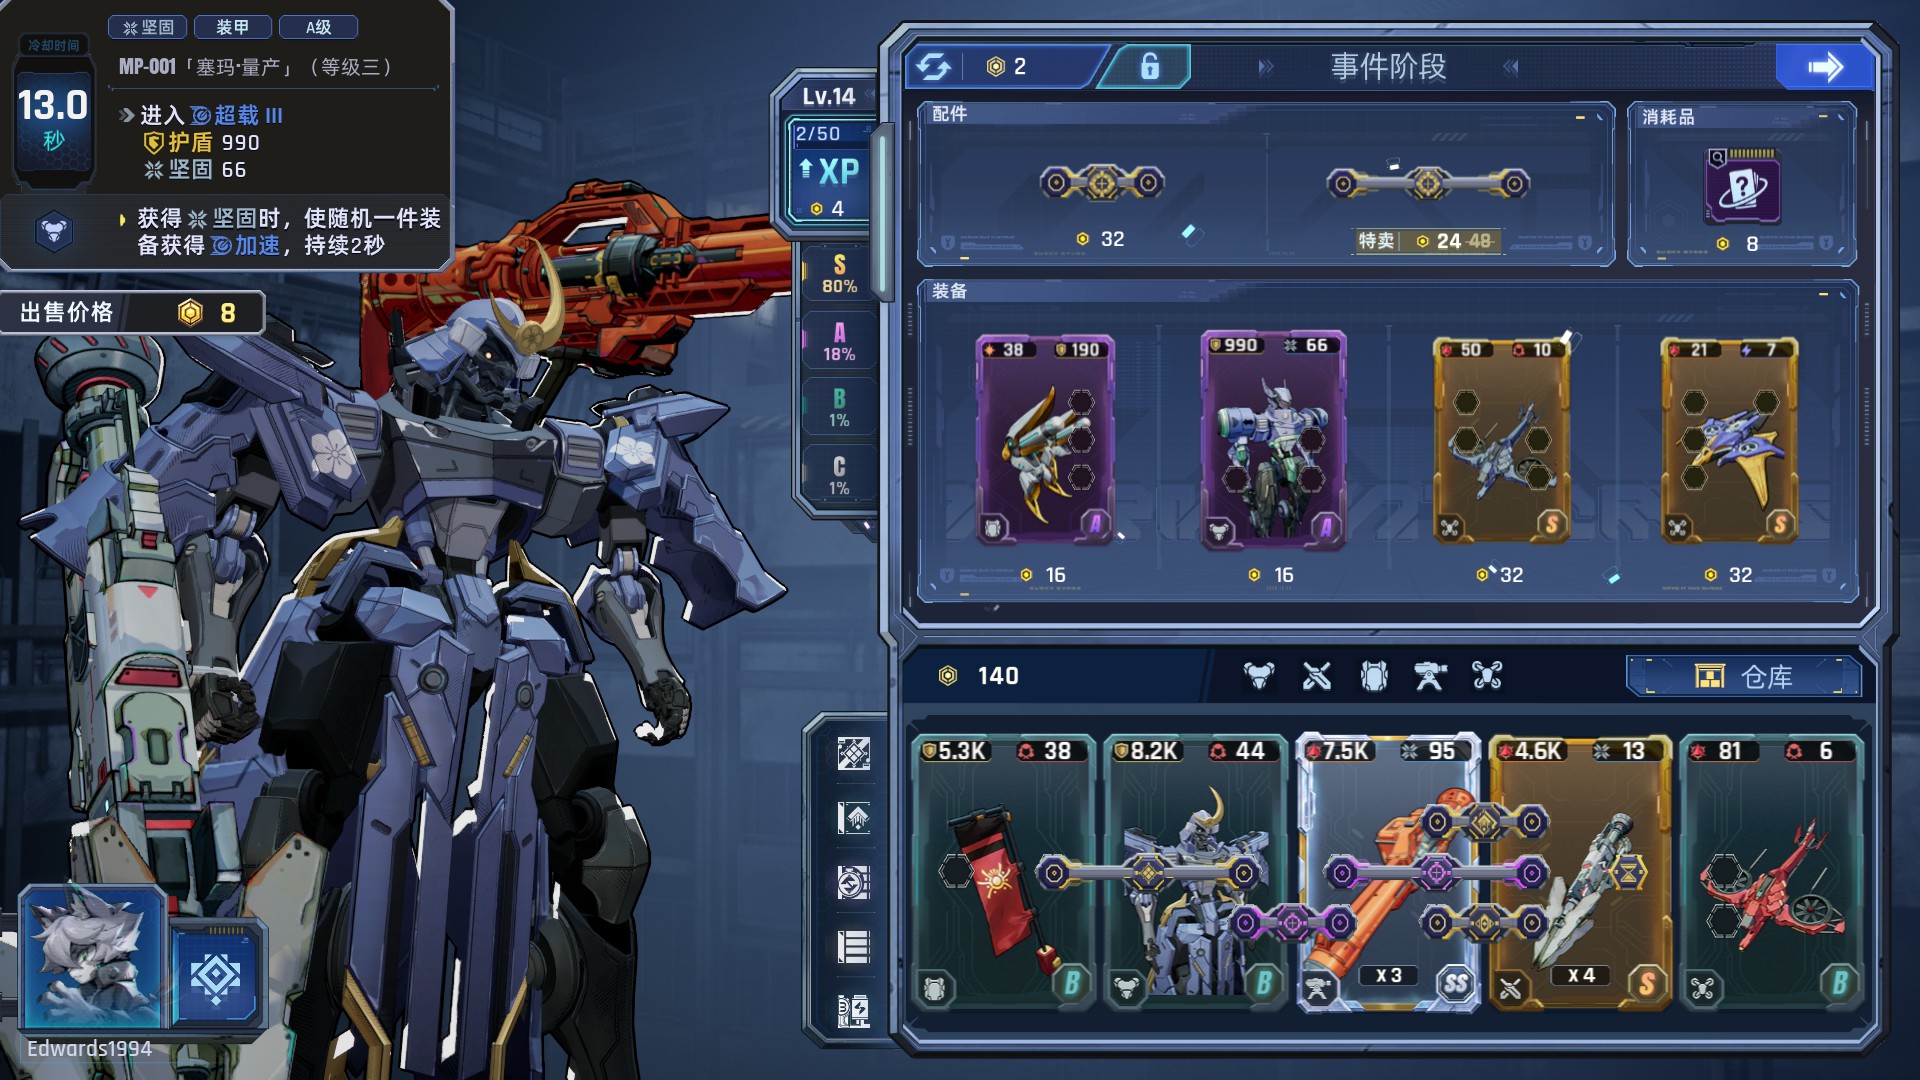 坚固 装甲 A级
冷却时间
13.0
秒
MP-001「塞玛·量产」（等级三）
进入 超载 III
护盾 990
坚固 66
获得 坚固时，使随机一件装
备获得 加速，持续2秒
出售价格 8
Lv.14
2/50
XP
4
S
80%
A
18%
B
1%
C
1%
2
事件阶段
配件
32
特卖 24 48
消耗品
8
装备
38 190
A
16
990 66
A
16
50 10
S
32
21 7
S
32
140
仓库
5.3K 38
B
8.2K 44
B
7.5K 95
x3
SS
4.6K 13
x4
S
81 6
B
Edwards1994